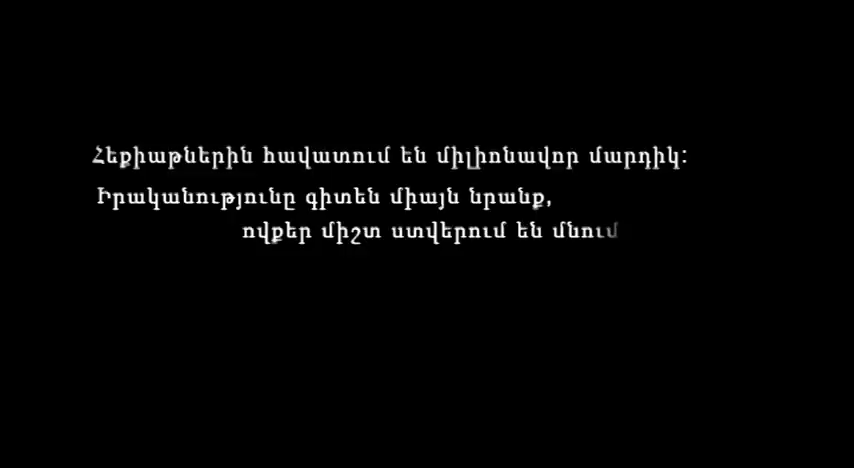 Հեքիաթներին հավատում են միլիոնավոր մարդիկ:
Իրականությունը գիտեն միայն նրանք,
ովքեր միշտ ստվերում են մնում